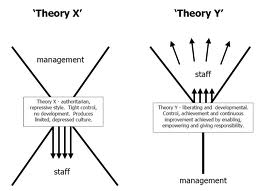 'Theory X'
management
Theory X - authoritarian,
repressive style. Tight control,
no development. Produces
limited, depressed culture.
staff
'Theory Y'
staff
Theory Y - liberating and developmental.
Control, achievement and continuous
improvement achieved by enabling,
empowering and giving responsibility.
management